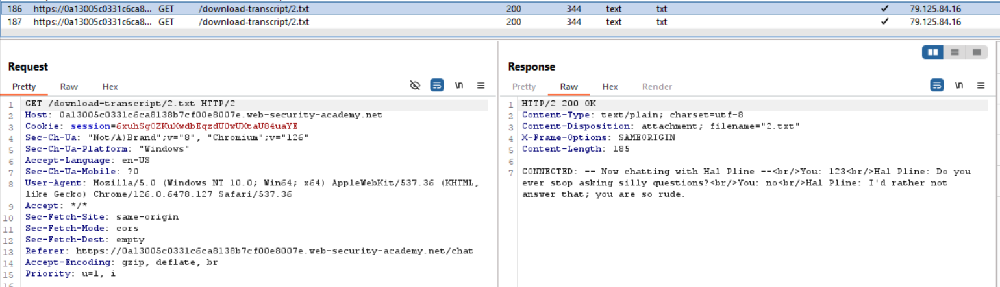 186 https://0a13005c0331c6ca8... GET /download-transcript/2.txt 200 344 text txt ✓ 79.125.84.16
187 https://0a13005c0331c6ca8... GET /download-transcript/2.txt 200 344 text txt ✓ 79.125.84.16
Request
Pretty Raw Hex \n
1 GET /download-transcript/2.txt HTTP/2
2 Host: 0a13005c0331c6ca8138b7cf00e8007e.web-security-academy.net
3 Cookie: session=6xuhSg0ZKuXwdbEqzdU0wUXtaU84uaYE
4 Sec-Ch-Ua: "Not/A)Brand";v="8", "Chromium";v="126"
5 Sec-Ch-Ua-Platform: "Windows"
6 Accept-Language: en-US
7 Sec-Ch-Ua-Mobile: ?0
8 User-Agent: Mozilla/5.0 (Windows NT 10.0; Win64; x64) AppleWebKit/537.36 (KHTML,
like Gecko) Chrome/126.0.6478.127 Safari/537.36
9 Accept: */*
10 Sec-Fetch-Site: same-origin
11 Sec-Fetch-Mode: cors
12 Sec-Fetch-Dest: empty
13 Referer: https://0a13005c0331c6ca8138b7cf00e8007e.web-security-academy.net/chat
14 Accept-Encoding: gzip, deflate, br
15 Priority: u=1, i
16
Response
Pretty Raw Hex Render \n
1 HTTP/2 200 OK
2 Content-Type: text/plain; charset=utf-8
3 Content-Disposition: attachment; filename="2.txt"
4 X-Frame-Options: SAMEORIGIN
5 Content-Length: 185
6
7 CONNECTED: -- Now chatting with Hal Pline --<br/>You: 123<br/>Hal Pline: Do you
ever stop asking silly questions?<br/>You: no<br/>Hal Pline: I'd rather not
answer that; you are so rude.